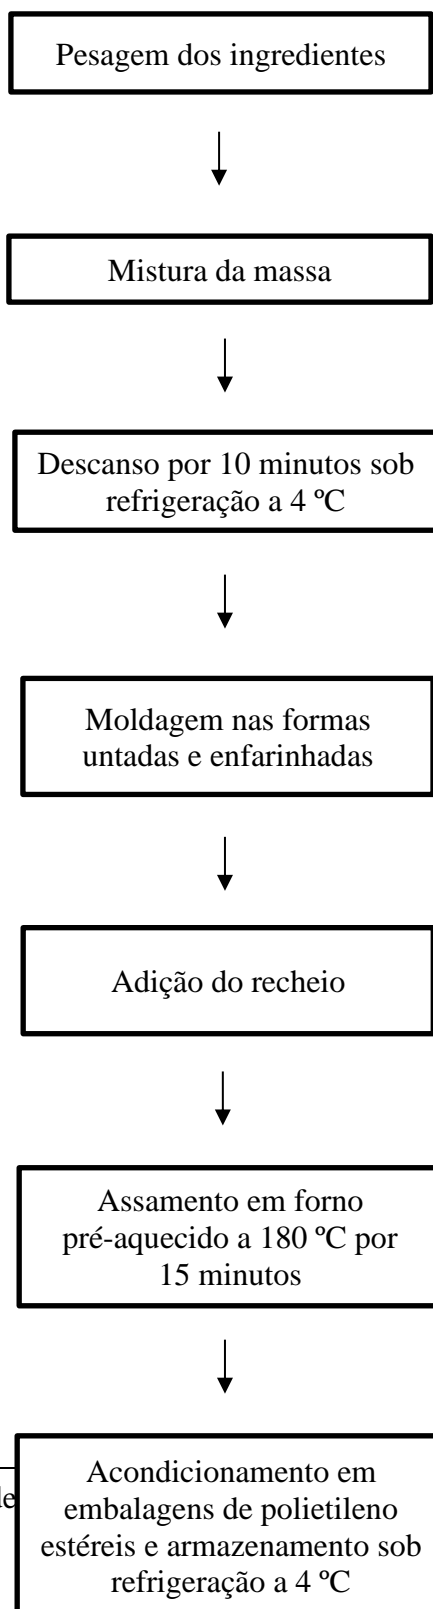 Pesagem dos ingredientes
Mistura da massa
Descanso por 10 minutos sob
refrigeração a 4 ºC
Moldagem nas formas
untadas e enfarinhadas
Adição do recheio
Assamento em forno
pré-aquecido a 180 ºC por
15 minutos
Acondicionamento em
embalagens de polietileno
estéreis e armazenamento sob
refrigeração a 4 ºC